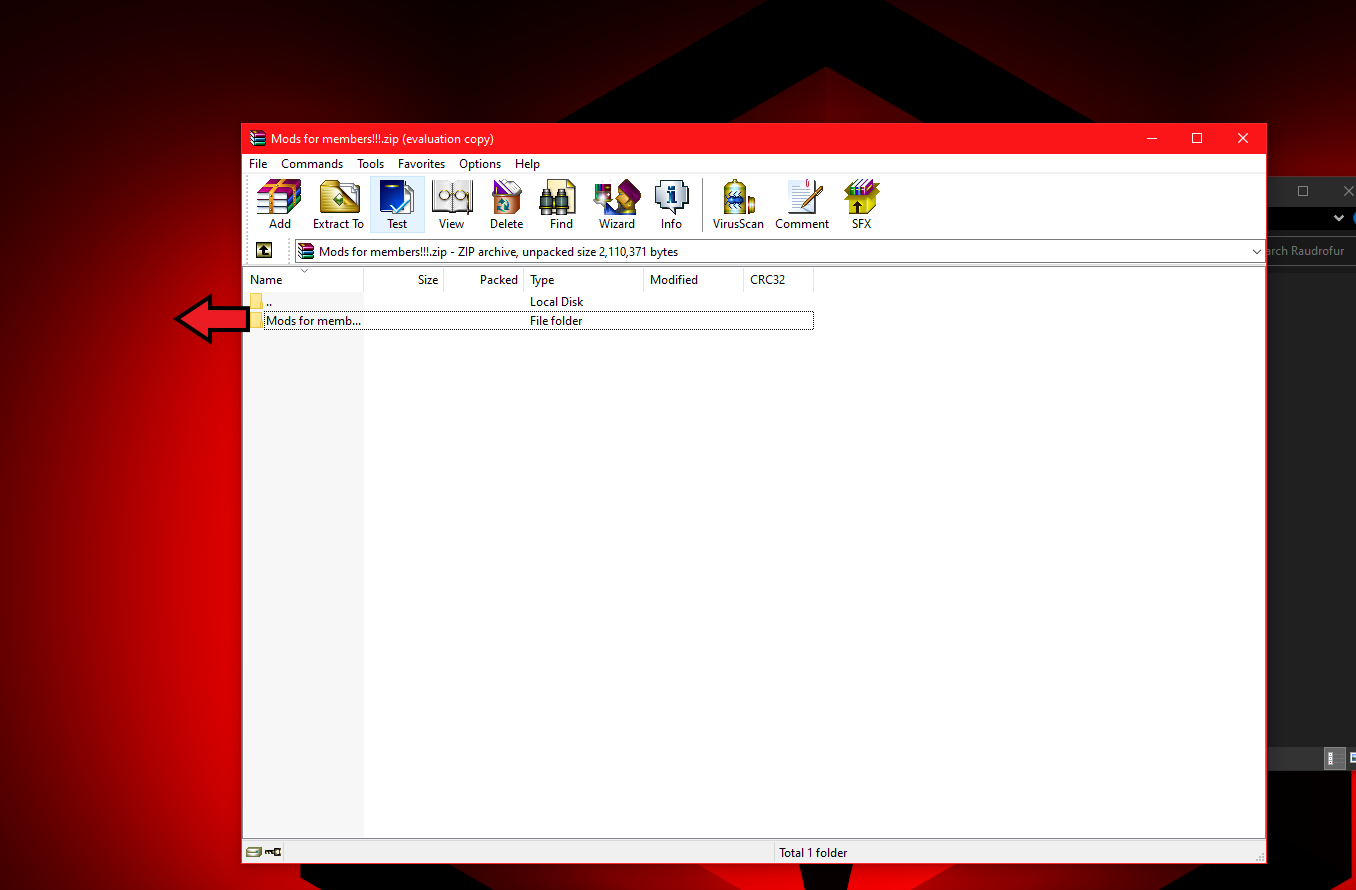 Mods for members!!!.zip (evaluation copy)
File Commands Tools Favorites Options Help
Add Extract To Test View Delete Find Wizard Info VirusScan Comment SFX
Mods for members!!!.zip - ZIP archive, unpacked size 2,110,371 bytes
arch Raudrofur
Name Size Packed Type Modified CRC32
.. Local Disk
Mods for memb... File folder
Total 1 folder